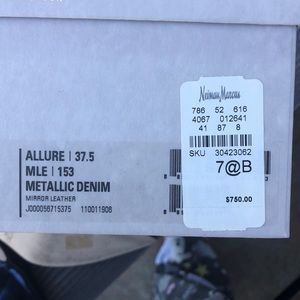 Neiman Marcus
786 52 616
4067 012641
41 87 8
SKU 30423062
7@B
$750.00
ALLURE | 37.5
MLE | 153
METALLIC DENIM
MIRROR LEATHER
J000056715375 110011908